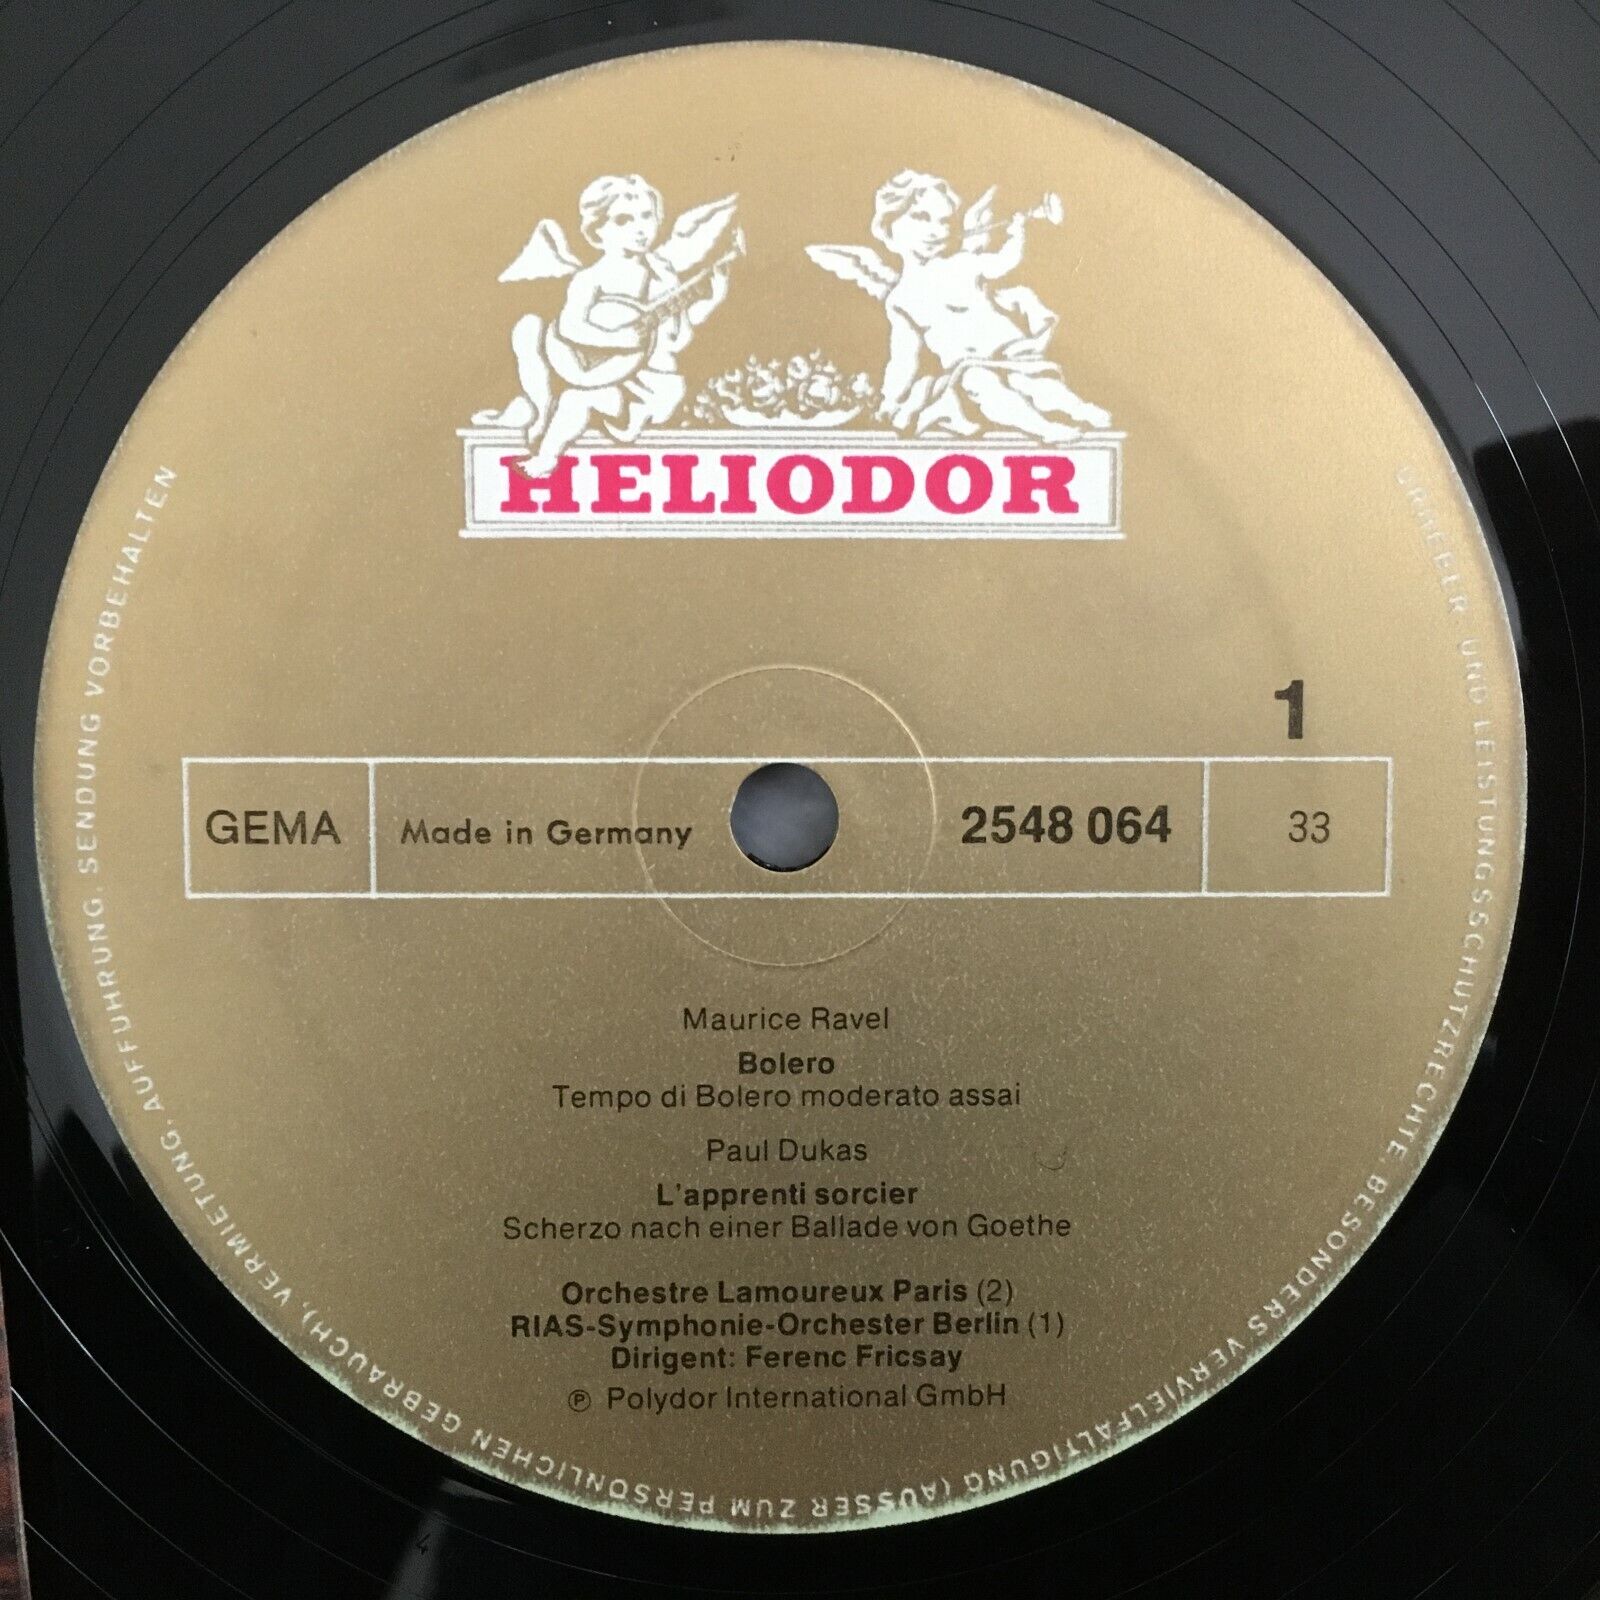 HELIODOR
1
GEMA
Made in Germany
2548 064
33
Maurice Ravel
Bolero
Tempo di Bolero moderato assai
Paul Dukas
L'apprenti sorcier
Scherzo nach einer Ballade von Goethe
Orchestre Lamoureux Paris (2)
RIAS-Symphonie-Orchester Berlin (1)
Dirigent: Ferenc Fricsay
℗ Polydor International GmbH
URHEBER- UND LEISTUNGSSCHUTZRECHTE, BESONDERS VERVIELFÄLTIGUNG (AUSSER ZUM PERSÖNLICHEN GEBRAUCH), VERMIETUNG, AUFFÜHRUNG, SENDUNG VORBEHALTEN
4